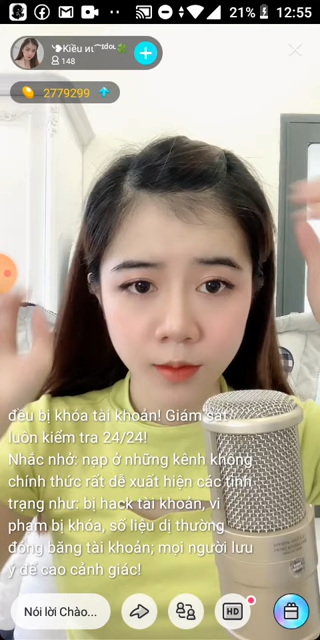 21% 12:55
Kiều
148
2779299
đều bị khóa tài khoản! Giám sát
luôn kiểm tra 24/24!
Nhắc nhở: nạp ở những kênh không
chính thức rất dễ xuất hiện các tình
trạng như: bị hack tài khoản, vi
phạm bị khóa, số liệu dị thường
đóng băng tài khoản; mọi người lưu
ý đề cao cảnh giác!
Nói lời Chào...
HD